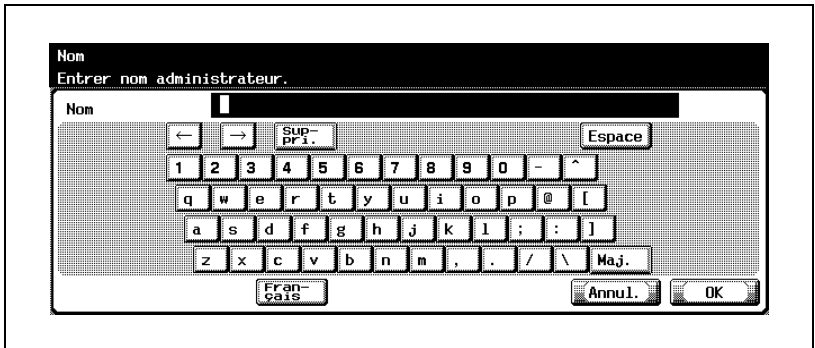 Nom
Entrer nom administrateur.
Nom
← → Sup-
pri. Espace
1 2 3 4 5 6 7 8 9 0 - ^
q w e r t y u i o p @ [
a s d f g h j k l ; : ]
z x c v b n m , . / \ Maj.
Fran-
çais Annul. OK